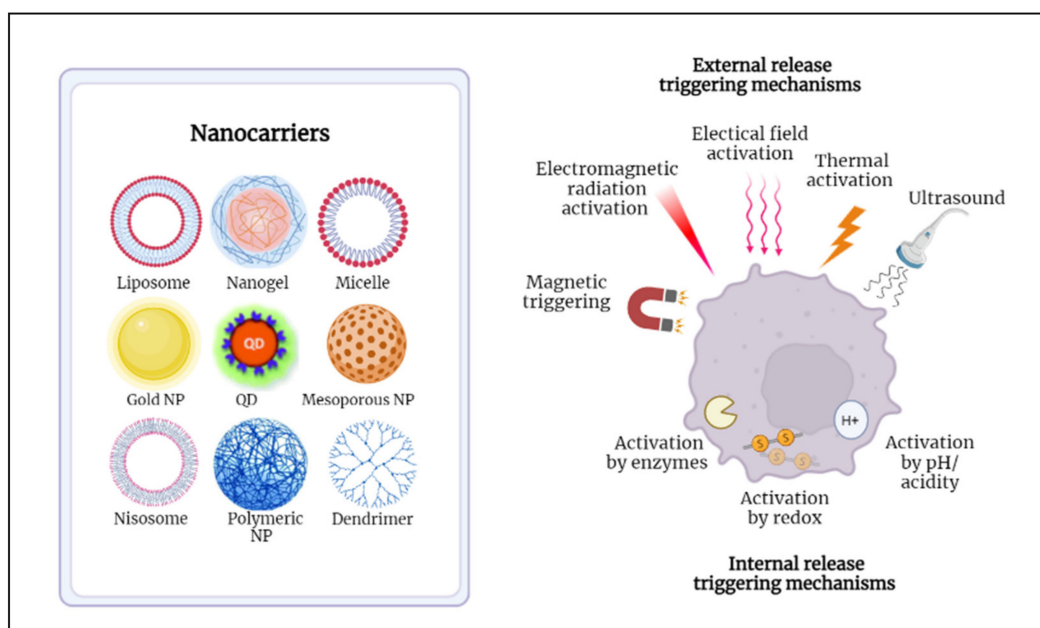 Nanocarriers
Liposome
Nanogel
Micelle
Gold NP
QD
QD
Mesoporous NP
Nisosome
Polymeric
NP
Dendrimer
External release
triggering mechanisms
Electical field
activation
Electromagnetic
radiation
activation
Thermal
activation
Ultrasound
Magnetic
triggering
H+
S
S
S
S
Activation
by enzymes
Activation
by redox
Activation
by pH/
acidity
Internal release
triggering mechanisms